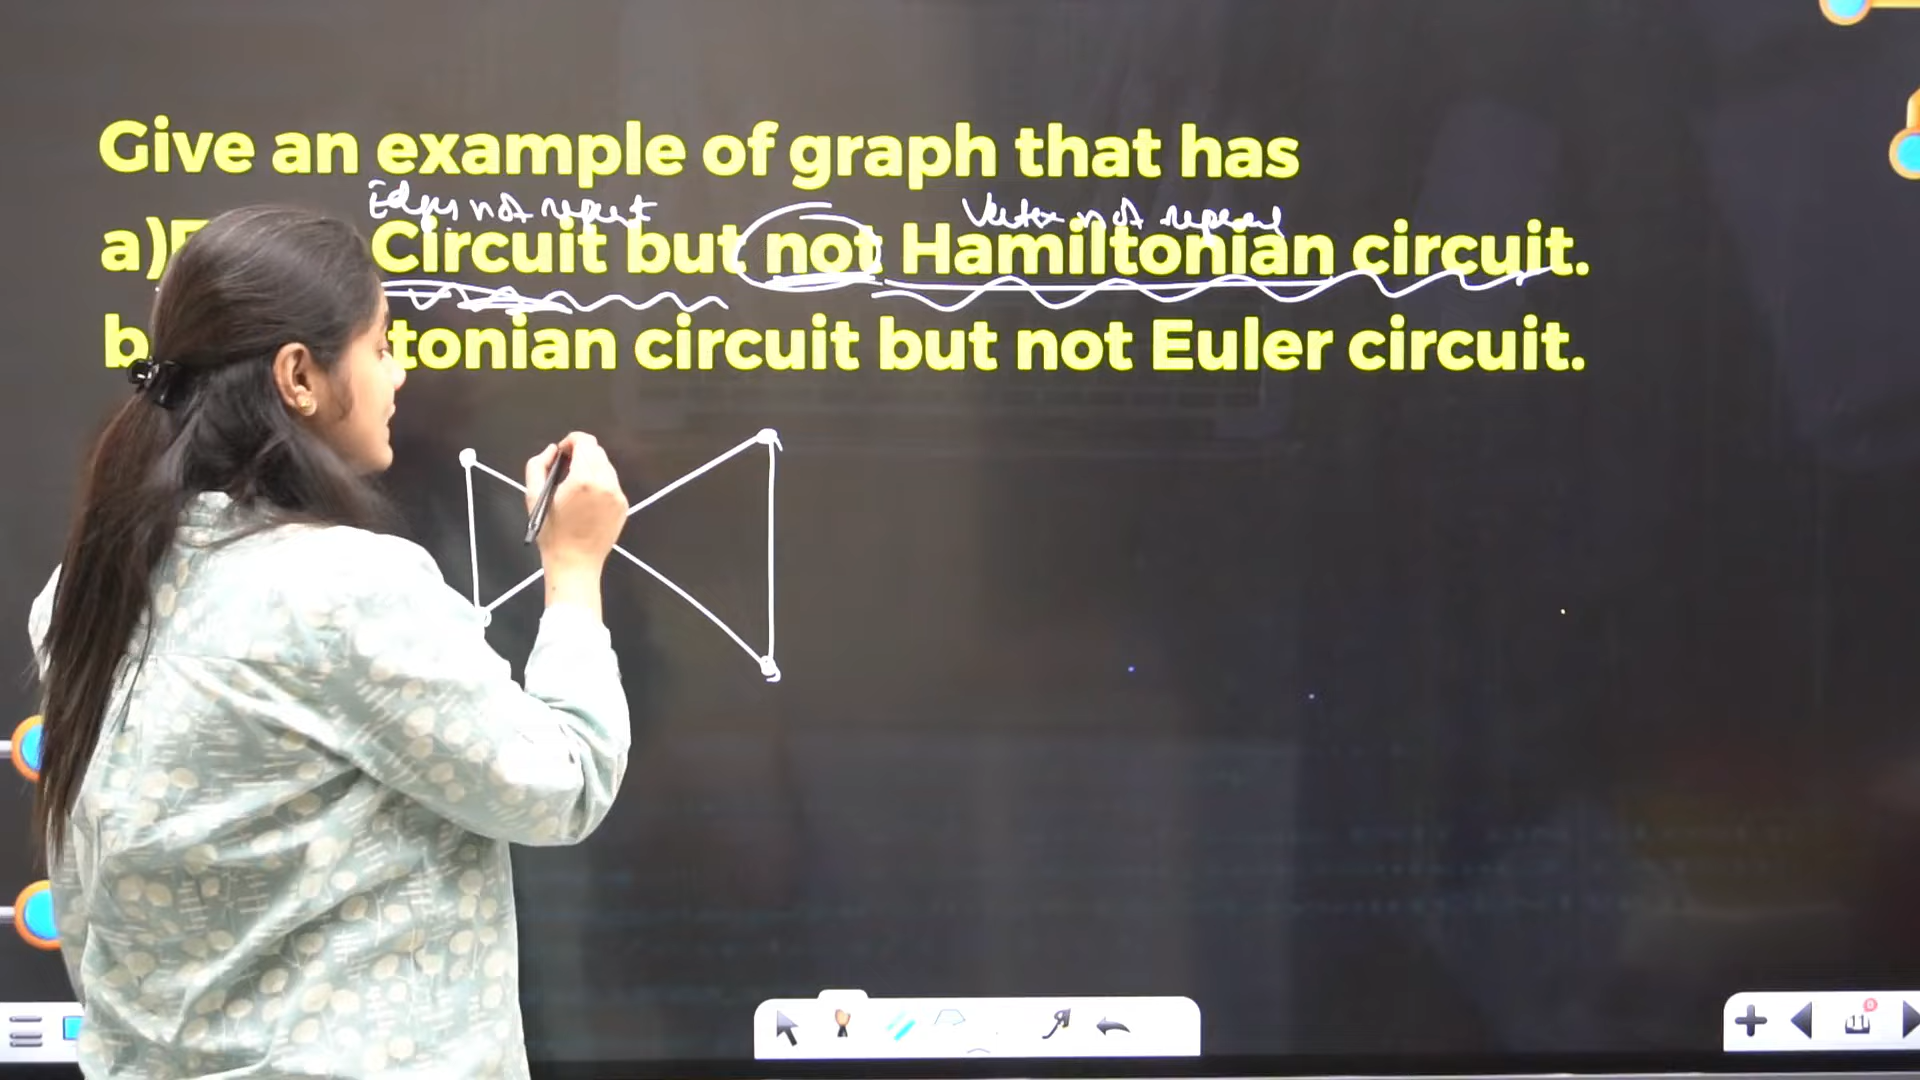 Give an example of graph that has
Edges not repeat Vertex not repeat
a) Circuit but not Hamiltonian circuit.
b tonian circuit but not Euler circuit.
11